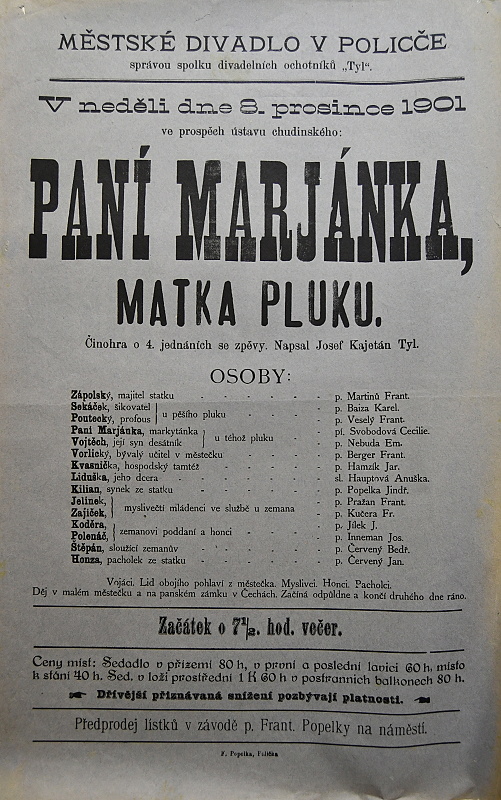 MĚSTSKÉ DIVADLO V POLICČE
správou spolku divadelních ochotníků „Tyl“.
V neděli dne 8. prosince 1901
ve prospěch ústavu chudinského:
PANÍ MARJÁNKA,
MATKA PLUKU.
Činohra o 4. jednáních se zpěvy. Napsal Josef Kajetán Tyl.
OSOBY:
Zápolský, majitel statku - - - - - - p. Martinů Frant.
Sekáček, šikovatel } u pěšího pluku - - - - p. Baiza Karel.
Poutecký, profous } p. Veselý Frant.
Paní Marjánka, markytánka } u téhož pluku - - p. Svobodová Cecilie.
Vojtěch, její syn desátník } p. Nebuda Em.
Vorlický, bývalý učitel v městečku - - - - p. Berger Frant.
Kvasnička, hospodský tamtéž - - - - - p. Hamzík Jar.
Liduška, jeho dcera - - - - - - sl. Hauptová Anuška.
Kilian, synek ze statku - - - - - - p. Popelka Jindř.
Jelínek, } myslivečtí mládenci ve službě u zemana - p. Pražan Frant.
Zajíček, } p. Kučera Fr.
Koděra, } zemanovi poddaní a honci - - - - p. Jílek J.
Polenáč, } p. Inneman Jos.
Štěpán, sloužící zemanův - - - - - - p. Červený Bedř.
Honza, pacholek ze statku - - - - - - p. Červený Jan.
Vojáci. Lid obojího pohlaví z městečka. Myslivci. Honci. Pacholci.
Děj v malém městečku a na panském zámku v Čechách. Začíná odpůldne a končí druhého dne ráno.
Začátek o 7½. hod. večer.
Ceny míst: Sedadlo v přízemí 80 h, v první a poslední lavici 60 h, místo
k stání 40 h. Sed. v loži prostřední 1 K 60 h v postranních balkonech 80 h.
Dřívější přiznávaná snížení pozbývají platnosti.
Předprodej lístků v závodě p. Frant. Popelky na náměstí.
F. Popelka, Polička